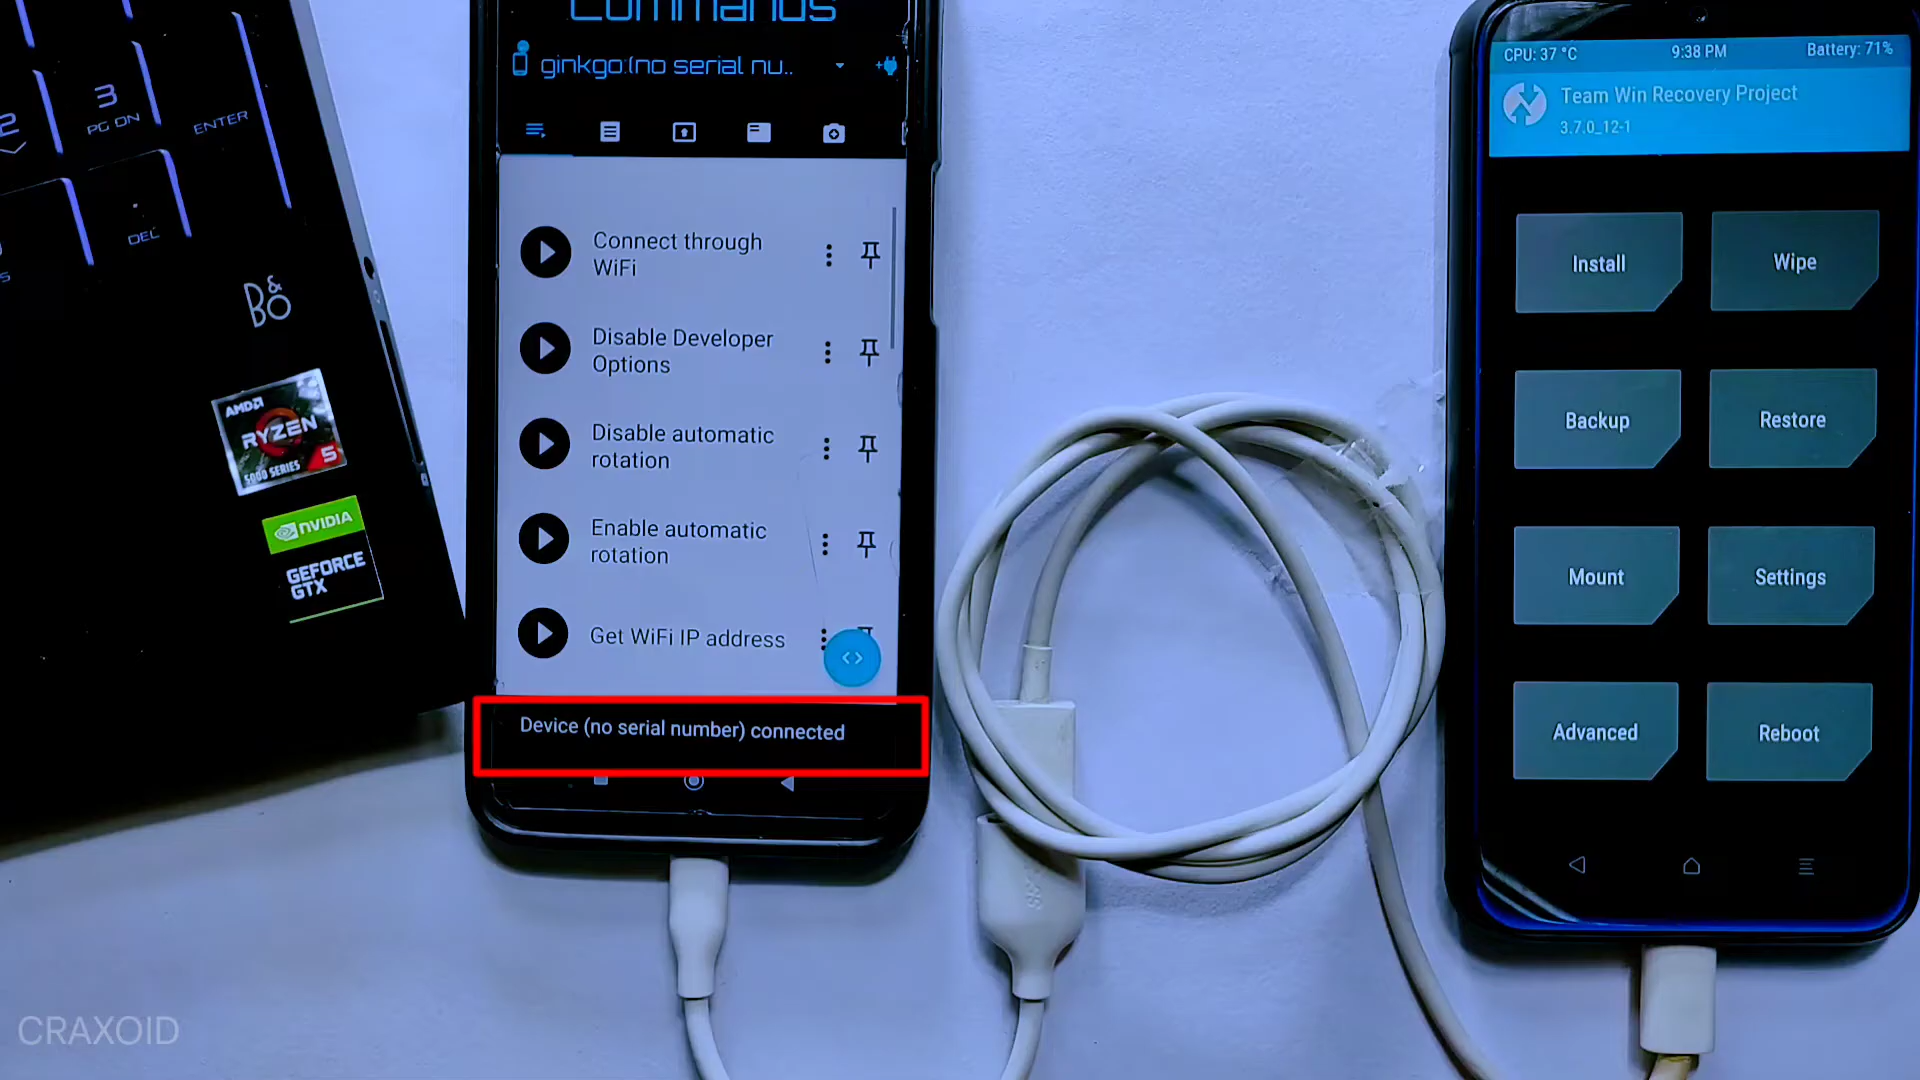 Commands
ginkgo:(no serial nu..
Connect through
WiFi
Disable Developer
Options
Disable automatic
rotation
Enable automatic
rotation
Get WiFi IP address
Device (no serial number) connected
CPU: 37 °C
9:38 PM
Battery: 71%
Team Win Recovery Project
3.7.0_12-1
Install
Wipe
Backup
Restore
Mount
Settings
Advanced
Reboot
2
3
PG DN
ENTER
.
DEL
B&O
AMD
RYZEN
5
5000 SERIES
NVIDIA
GEFORCE
GTX
CRAXOID